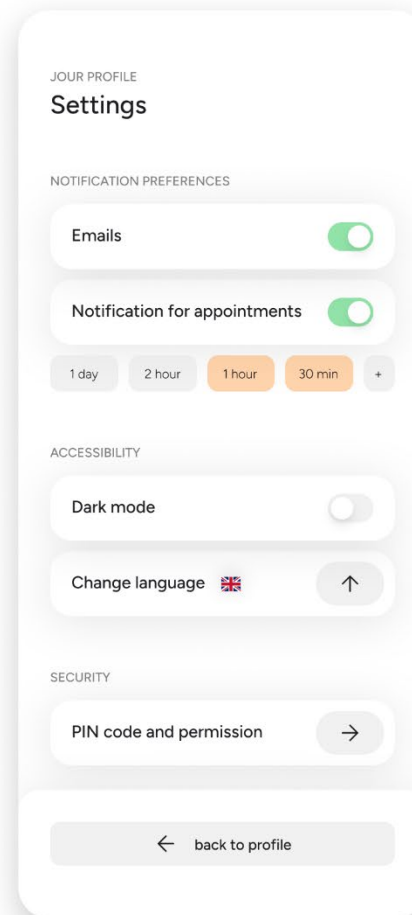 JOUR PROFILE
Settings
NOTIFICATION PREFERENCES
Emails
Notification for appointments
1 day 2 hour 1 hour 30 min +
ACCESSIBILITY
Dark mode
Change language
SECURITY
PIN code and permission
back to profile